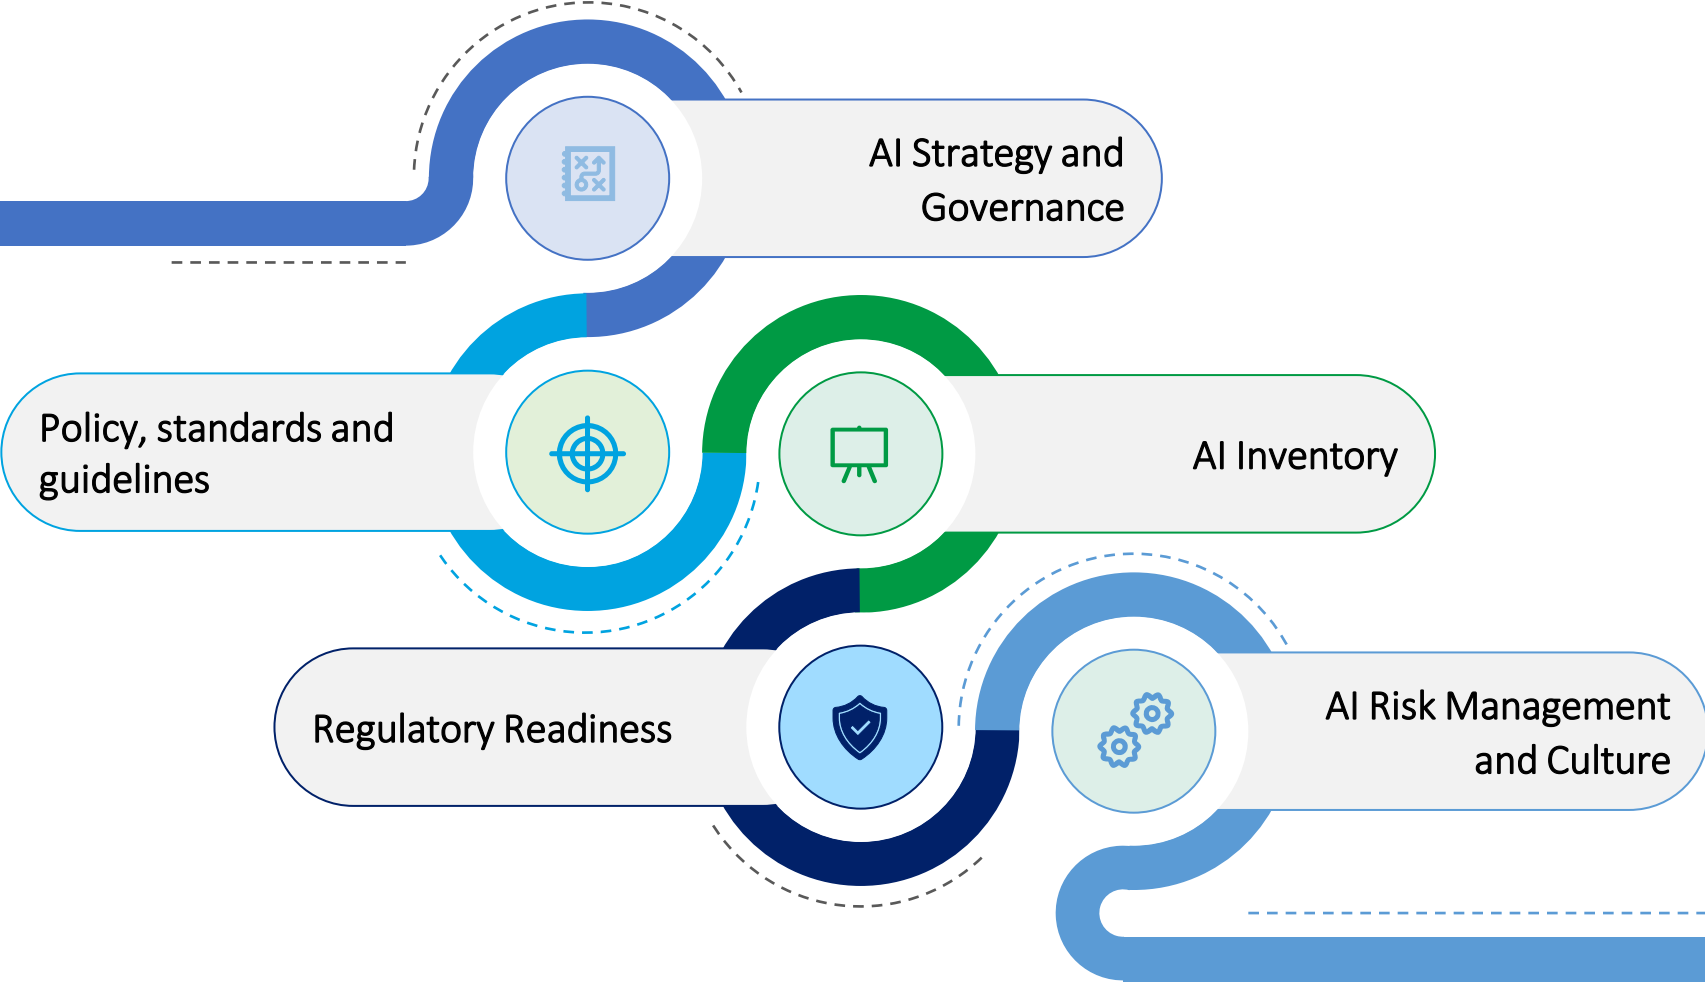 AI Strategy and
Governance
Policy, standards and
guidelines
AI Inventory
Regulatory Readiness
AI Risk Management
and Culture